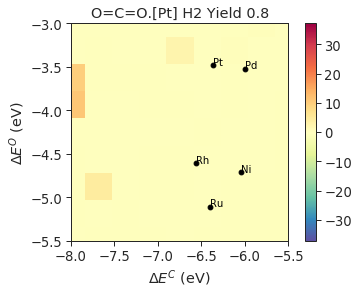 O=C=O.[Pt] H2 Yield 0.8
−3.0
−3.5
−4.0
−4.5
−5.0
−5.5
ΔE^O (eV)
Pt
Pd
Rh
Ni
Ru
−8.0 −7.5 −7.0 −6.5 −6.0 −5.5
ΔE^C (eV)
30
20
10
0
−10
−20
−30